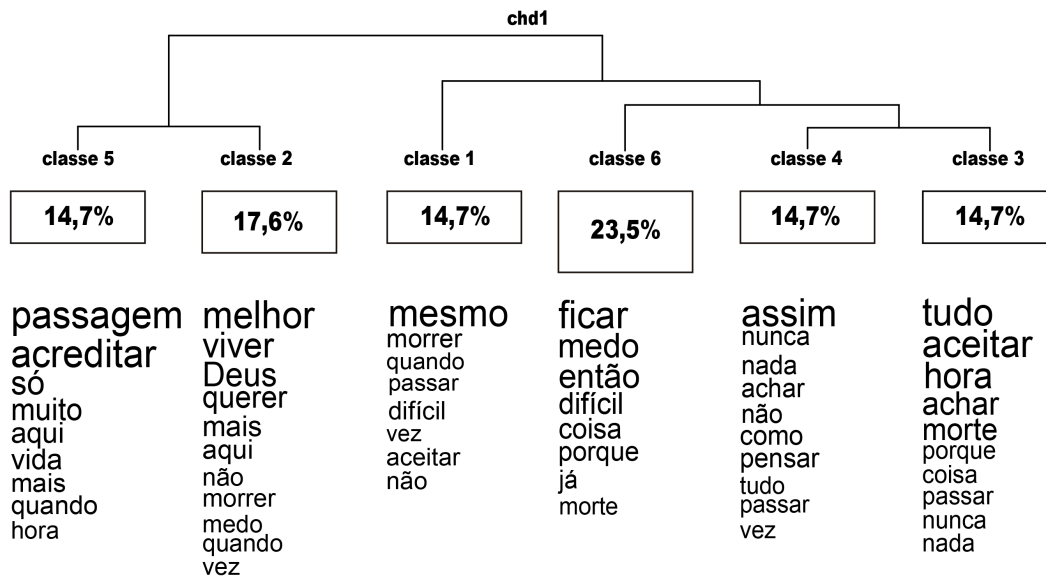 chd1
classe 5
classe 2
classe 1
classe 6
classe 4
classe 3
14,7%
17,6%
14,7%
23,5%
14,7%
14,7%
passagem
acreditar
só
muito
aqui
vida
mais
quando
hora
melhor
viver
Deus
querer
mais
aqui
não
morrer
medo
quando
vez
mesmo
morrer
quando
passar
difícil
vez
aceitar
não
ficar
medo
então
difícil
coisa
porque
já
morte
assim
nunca
nada
achar
não
como
pensar
tudo
passar
vez
tudo
aceitar
hora
achar
morte
porque
coisa
passar
nunca
nada